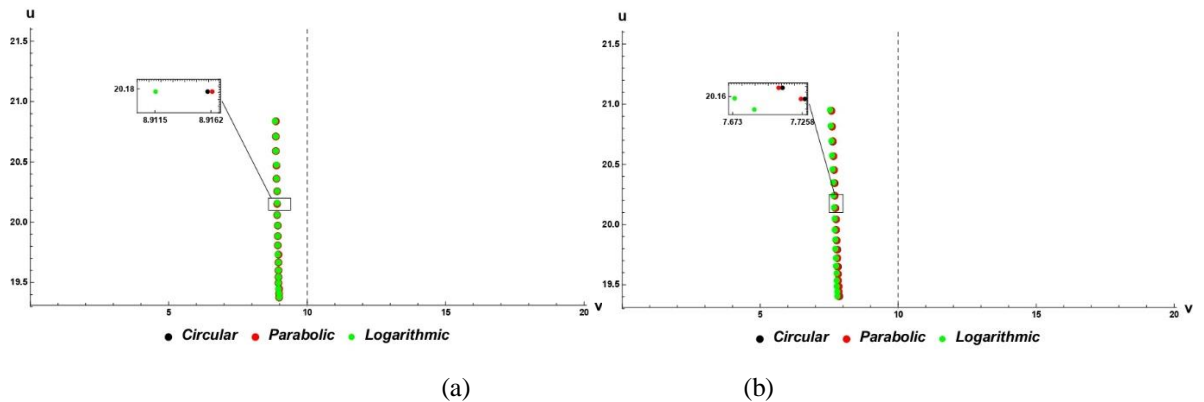 u
21.5
21.0
20.5
20.0
19.5
20.18
8.9115 8.9162
5 10 15 20
v
Circular Parabolic Logarithmic
(a)
u
21.5
21.0
20.5
20.0
19.5
20.16
7.673 7.7258
5 10 15 20
v
Circular Parabolic Logarithmic
(b)